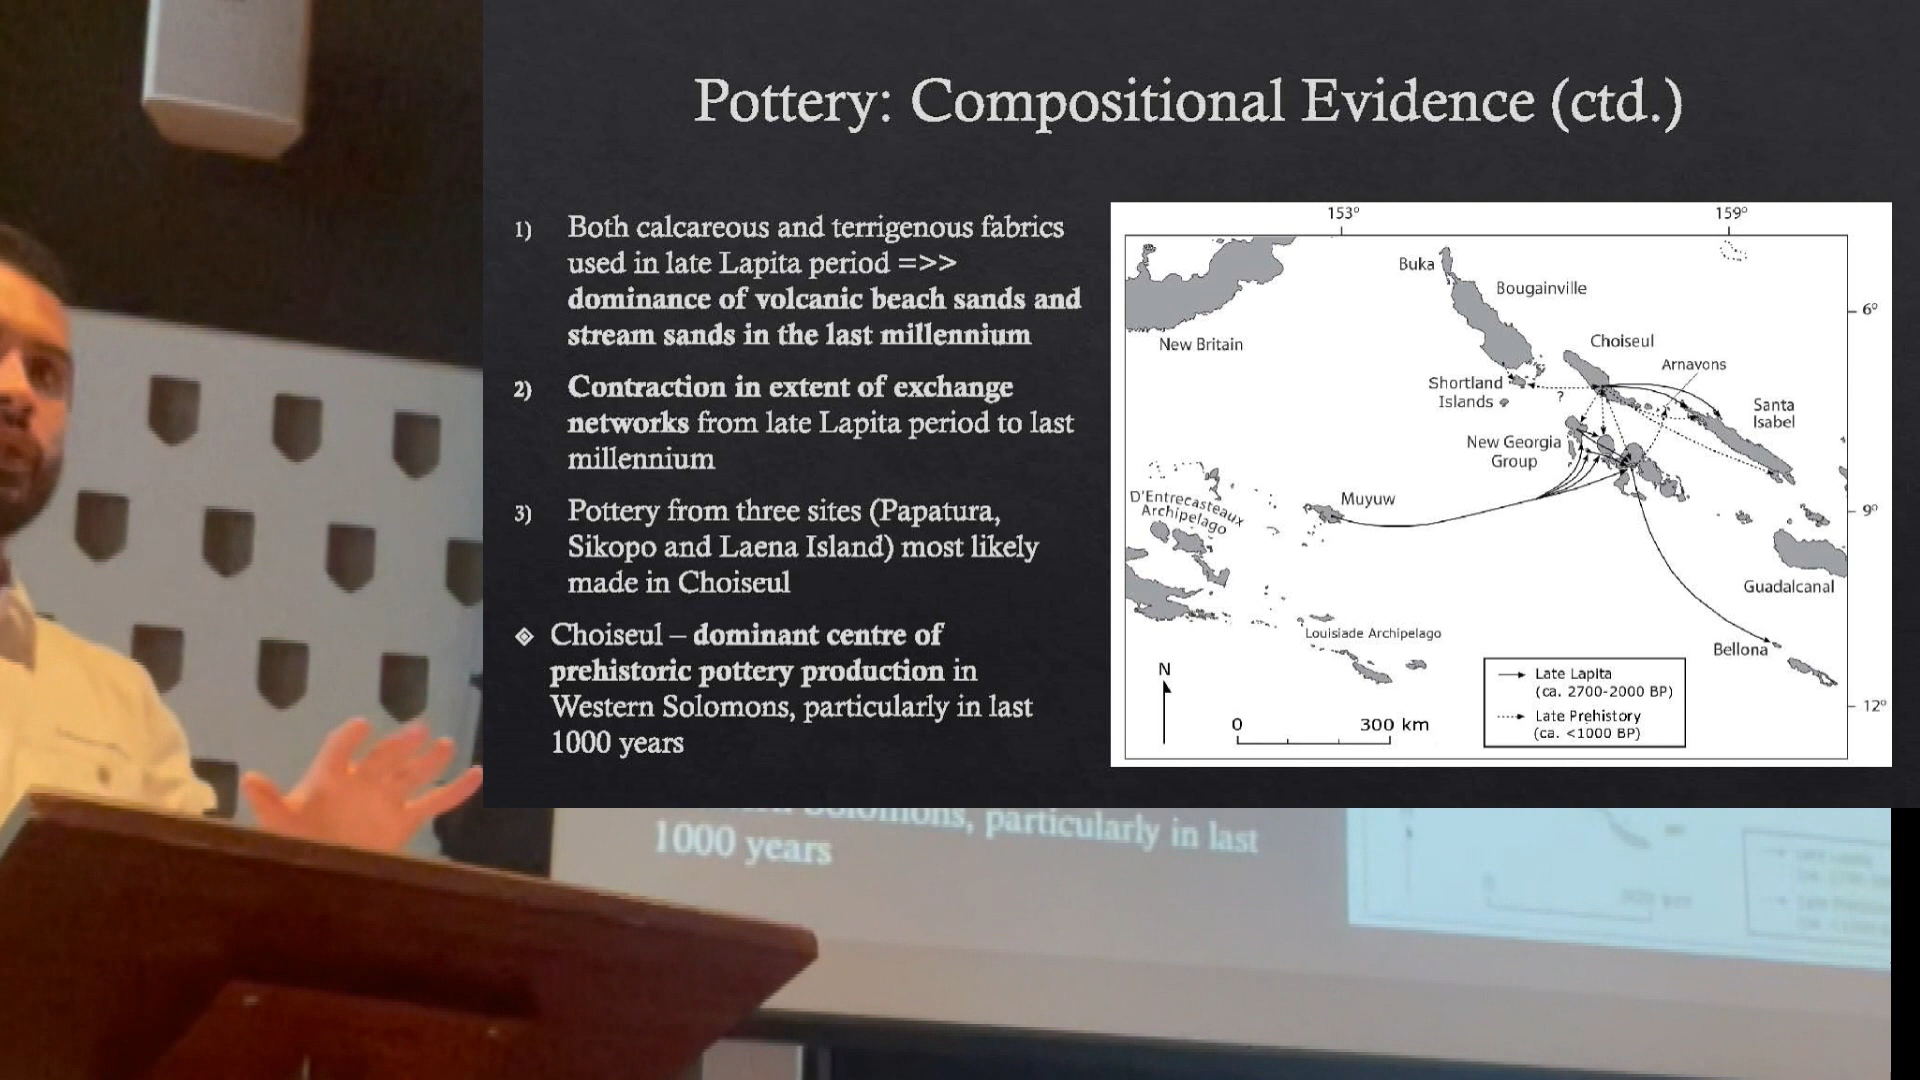 Pottery: Compositional Evidence (ctd.)
1) Both calcareous and terrigenous fabrics
used in late Lapita period =>>
dominance of volcanic beach sands and
stream sands in the last millennium
2) Contraction in extent of exchange
networks from late Lapita period to last
millennium
3) Pottery from three sites (Papatura,
Sikopo and Laena Island) most likely
made in Choiseul
Choiseul – dominant centre of
prehistoric pottery production in
Western Solomons, particularly in last
1000 years
153° 159°
Buka
Bougainville
6°
New Britain
Choiseul
Arnavons
Shortland
Islands
?
Santa
Isabel
New Georgia
Group
D'Entrecasteaux
Archipelago
Muyuw
9°
Guadalcanal
Louisiade Archipelago
Bellona
N
Late Lapita
(ca. 2700-2000 BP)
Late Prehistory
(ca. <1000 BP)
12°
0 300 km
Solomons, particularly in last
1000 years